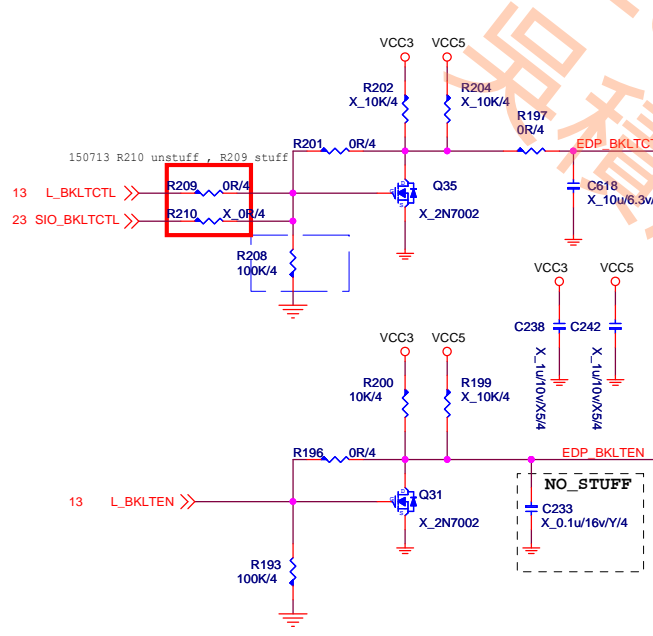 VCC3 VCC5
R202
X_10K/4
R204
X_10K/4
R197
0R/4
R201 0R/4
EDP_BKLTCT
150713 R210 unstuff , R209 stuff
13 L_BKLTCTL R209 0R/4
Q35
C618
X_10u/6.3v/
23 SIO_BKLTCTL R210 X_0R/4
X_2N7002
R208
100K/4
VCC3 VCC5
C238 C242
X_1u/10v/X5/4
X_1u/10v/X5/4
VCC3 VCC5
R200
10K/4
R199
X_10K/4
R196 0R/4
EDP_BKLTEN
NO_STUFF
13 L_BKLTEN
Q31
X_2N7002
C233
X_0.1u/16v/Y/4
R193
100K/4